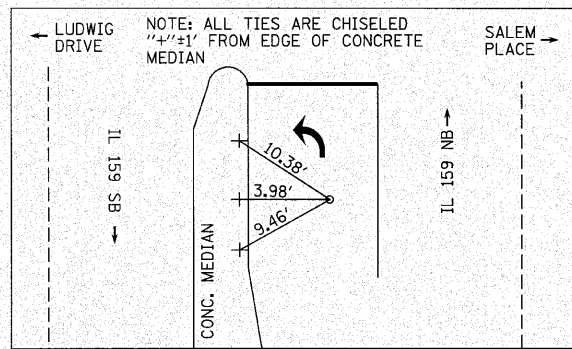 ← LUDWIG
DRIVE
NOTE: ALL TIES ARE CHISELED
"+"±1' FROM EDGE OF CONCRETE
MEDIAN
SALEM →
PLACE
IL 159 SB →
CONC. MEDIAN
10.38'
3.98'
9.46'
IL 159 NB →